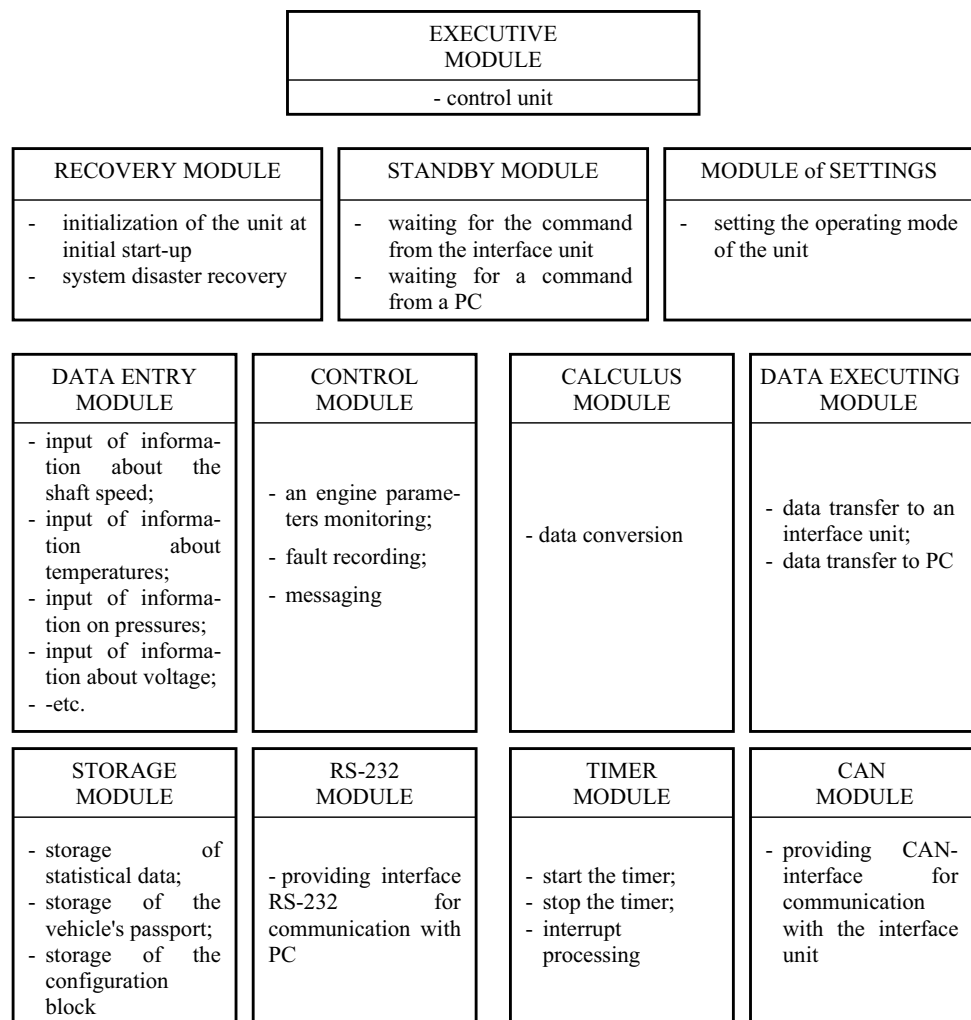 EXECUTIVE
MODULE
- control unit
RECOVERY MODULE
- initialization of the unit at
initial start-up
- system disaster recovery
STANDBY MODULE
- waiting for the command
from the interface unit
- waiting for a command
from a PC
MODULE of SETTINGS
- setting the operating mode
of the unit
DATA ENTRY
MODULE
- input of informa-
tion about the
shaft speed;
- input of informa-
tion about
temperatures;
- input of informa-
tion on pressures;
- input of informa-
tion about voltage;
- -etc.
CONTROL
MODULE
- an engine parame-
ters monitoring;
- fault recording;
- messaging
CALCULUS
MODULE
- data conversion
DATA EXECUTING
MODULE
- data transfer to an
interface unit;
- data transfer to PC
STORAGE
MODULE
- storage of
statistical data;
- storage of the
vehicle's passport;
- storage of the
configuration
block
RS-232
MODULE
- providing interface
RS-232 for
communication with
PC
TIMER
MODULE
- start the timer;
- stop the timer;
- interrupt
processing
CAN
MODULE
- providing CAN-
interface for
communication
with the interface
unit